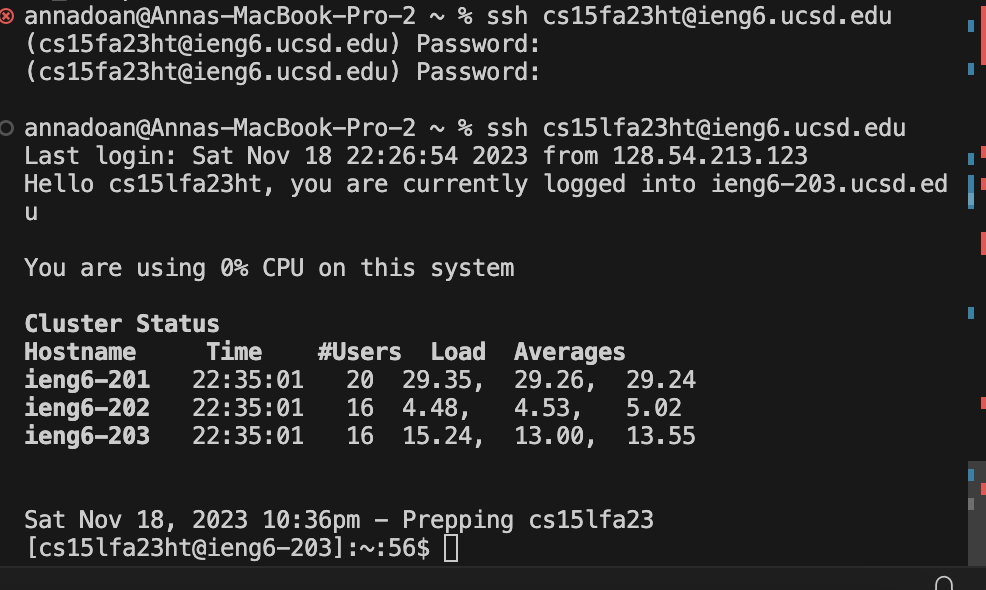 annadoan@Annas-MacBook-Pro-2 ~ % ssh cs15fa23ht@ieng6.ucsd.edu
(cs15fa23ht@ieng6.ucsd.edu) Password:
(cs15fa23ht@ieng6.ucsd.edu) Password:
annadoan@Annas-MacBook-Pro-2 ~ % ssh cs15lfa23ht@ieng6.ucsd.edu
Last login: Sat Nov 18 22:26:54 2023 from 128.54.213.123
Hello cs15lfa23ht, you are currently logged into ieng6-203.ucsd.ed
u
You are using 0% CPU on this system
Cluster Status
Hostname     Time    #Users  Load  Averages
ieng6-201   22:35:01   20  29.35,  29.26,  29.24
ieng6-202   22:35:01   16  4.48,   4.53,   5.02
ieng6-203   22:35:01   16  15.24,  13.00,  13.55
Sat Nov 18, 2023 10:36pm - Prepping cs15lfa23
[cs15lfa23ht@ieng6-203]:~:56$